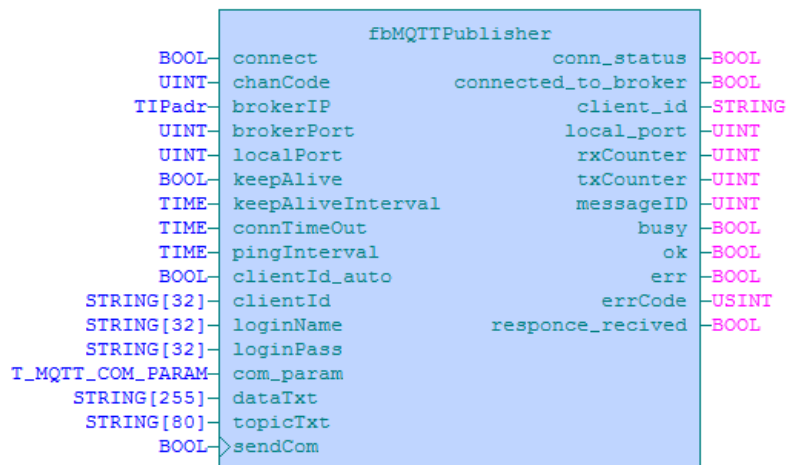 fbMQTTPublisher
BOOL connect conn_status BOOL
UINT chanCode connected_to_broker BOOL
TIPadr brokerIP client_id STRING
UINT brokerPort local_port UINT
UINT localPort rxCounter UINT
BOOL keepAlive txCounter UINT
TIME keepAliveInterval messageID UINT
TIME connTimeOut busy BOOL
TIME pingInterval ok BOOL
BOOL clientId_auto err BOOL
STRING[32] clientId errCode USINT
STRING[32] loginName responce_recived BOOL
STRING[32] loginPass
T_MQTT_COM_PARAM com_param
STRING[255] dataTxt
STRING[80] topicTxt
BOOL sendCom